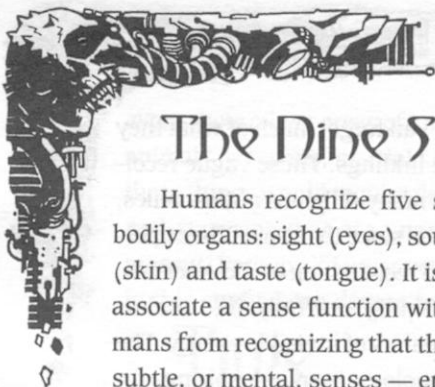 The Nine S
Humans recognize five s
bodily organs: sight (eyes), sou
(skin) and taste (tongue). It is
associate a sense function wit
mans from recognizing that th
subtle, or mental, senses — e